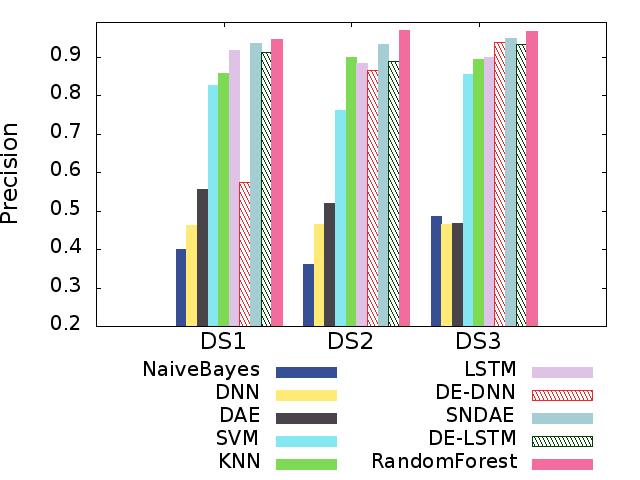 Precision
0.9
0.8
0.7
0.6
0.5
0.4
0.3
0.2
DS1 DS2 DS3
NaiveBayes
DNN
DAE
SVM
KNN
LSTM
DE-DNN
SNDAE
DE-LSTM
RandomForest